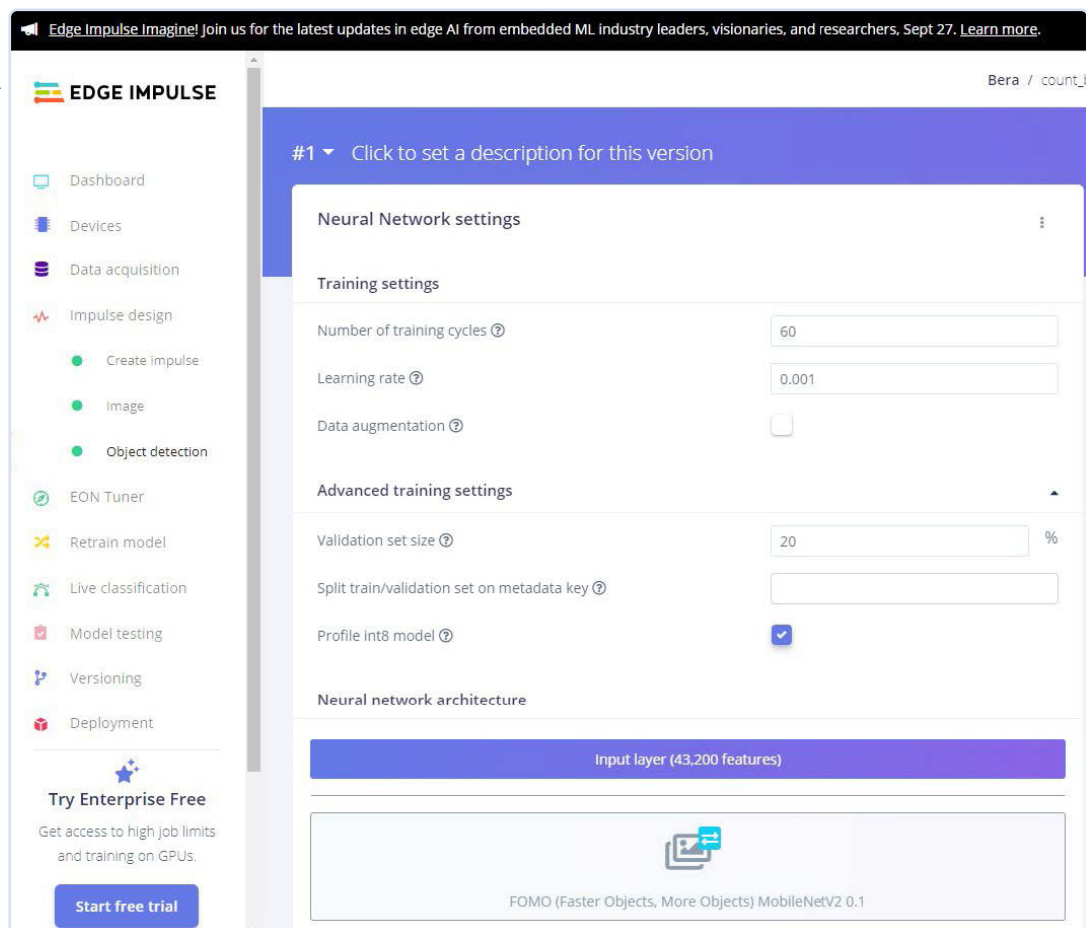 Edge Impulse Imagine! Join us for the latest updates in edge AI from embedded ML industry leaders, visionaries, and researchers, Sept 27. Learn more.
EDGE IMPULSE
Bera / count_
#1 Click to set a description for this version
Dashboard
Devices
Data acquisition
Impulse design
Create impulse
Image
Object detection
EON Tuner
Retrain model
Live classification
Model testing
Versioning
Deployment
Try Enterprise Free
Get access to high job limits
and training on GPUs.
Start free trial
Neural Network settings
Training settings
Number of training cycles ?
60
Learning rate ?
0.001
Data augmentation ?
Advanced training settings
Validation set size ?
20 %
Split train/validation set on metadata key ?
Profile int8 model ?
Neural network architecture
Input layer (43,200 features)
FOMO (Faster Objects, More Objects) MobileNetV2 0.1